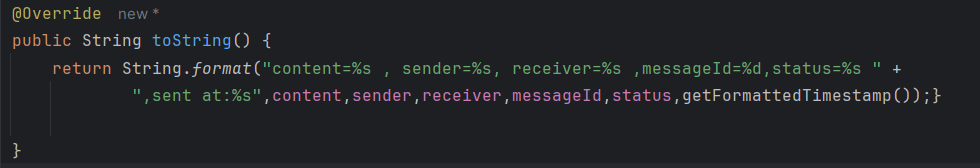 @Override new *
public String toString() {
return String.format("content=%s , sender=%s, receiver=%s ,messageId=%d,status=%s " +
",sent at:%s",content,sender,receiver,messageId,status,getFormattedTimestamp());}
}